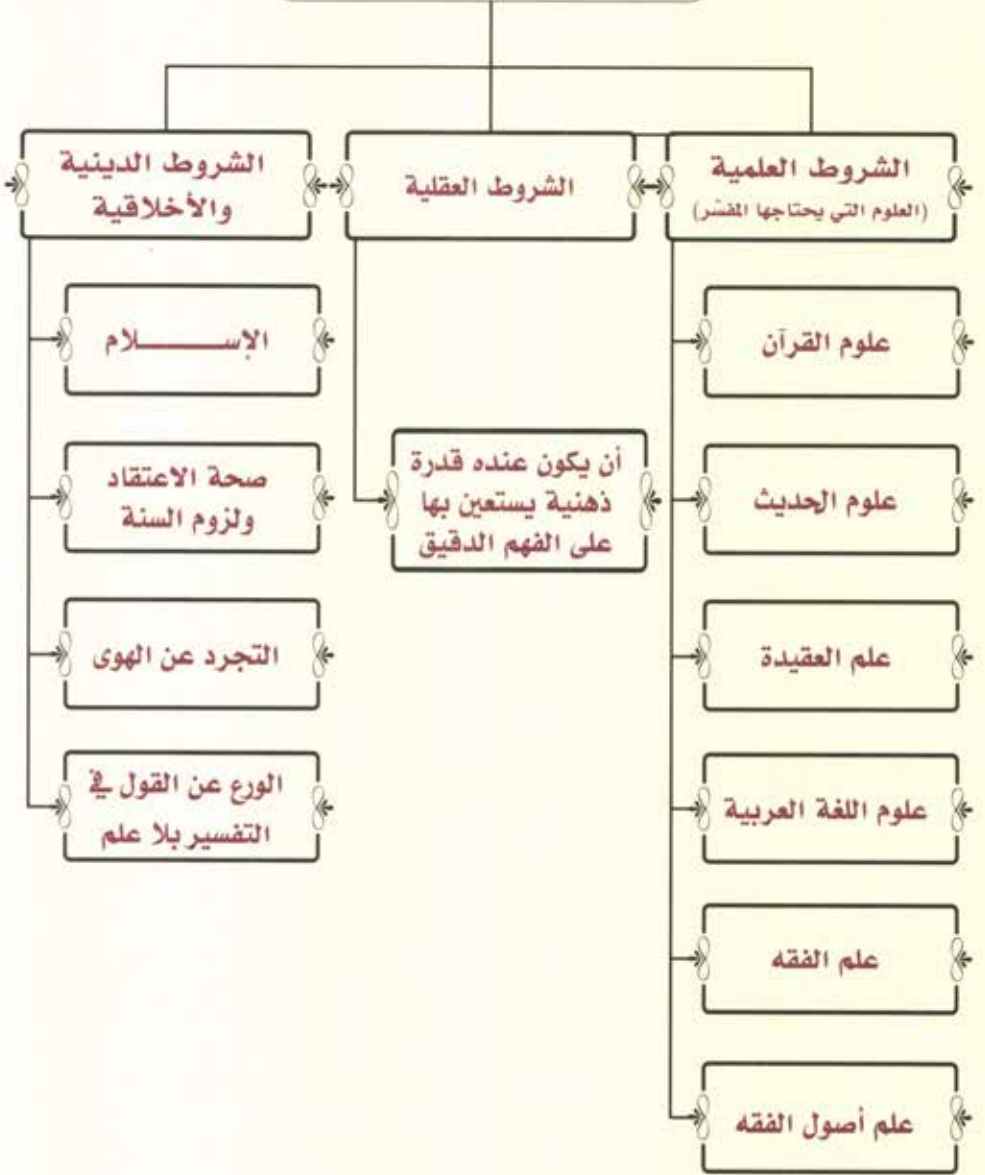 الشروط العلمية
(العلوم التي يحتاجها المفسّر)
علوم القرآن
علوم الحديث
علم العقيدة
علوم اللغة العربية
علم الفقه
علم أصول الفقه
الشروط العقلية
أن يكون عنده قدرة
ذهنية يستعين بها
على الفهم الدقيق
الشروط الدينية
والأخلاقية
الإســـــلام
صحة الاعتقاد
ولزوم السنة
التجرد عن الهوى
الورع عن القول في
التفسير بلا علم